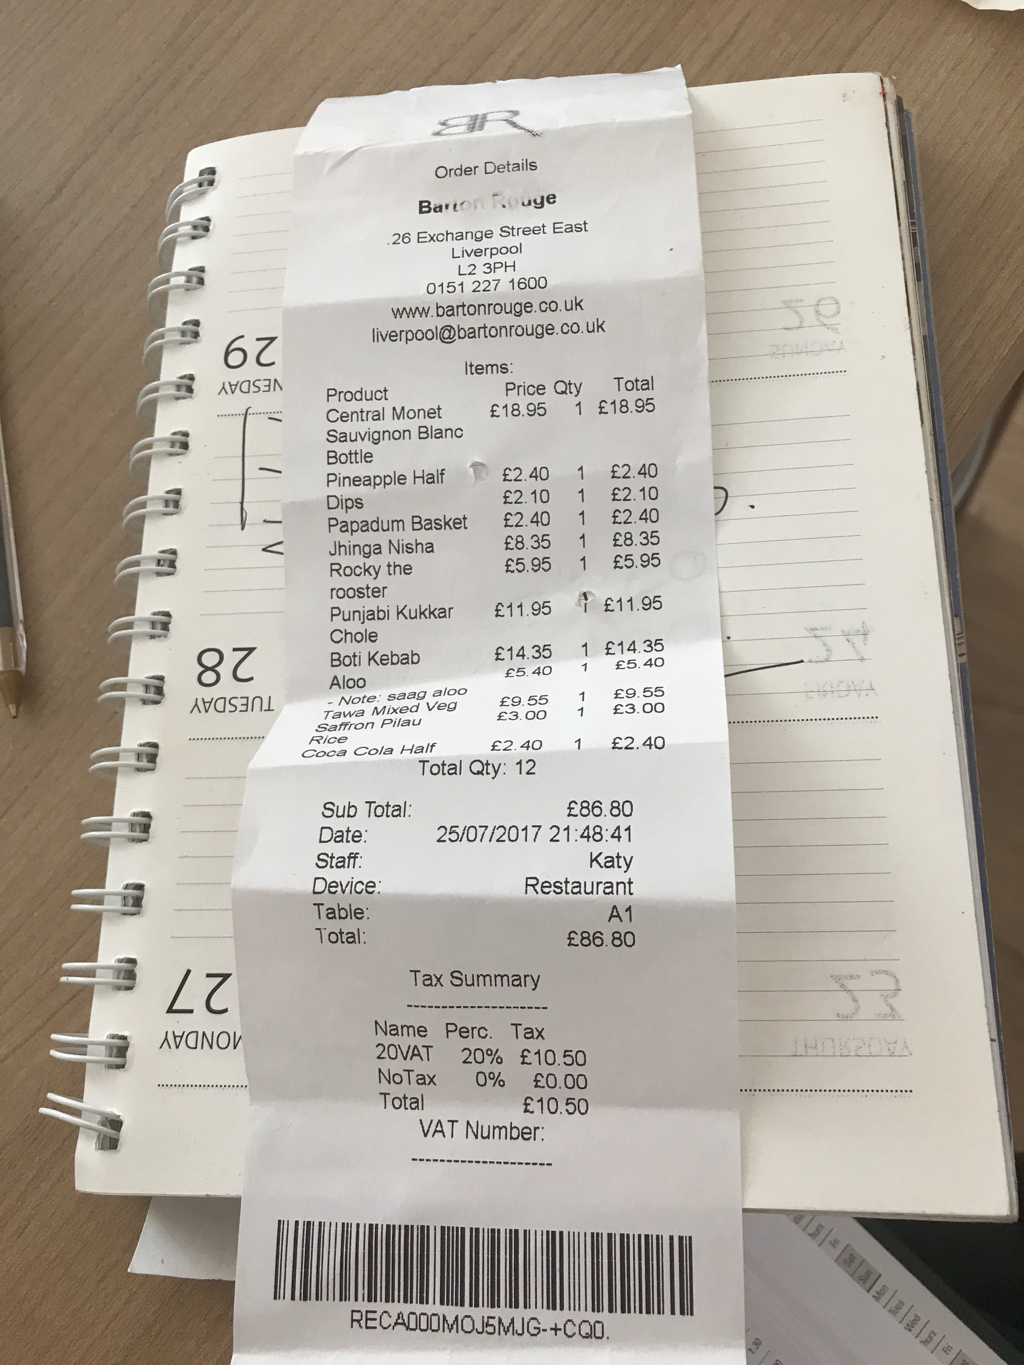 BR
Order Details
Barton Rouge
.26 Exchange Street East
Liverpool
L2 3PH
0151 227 1600
www.bartonrouge.co.uk
liverpool@bartonrouge.co.uk
Items:
Product Price Qty Total
Central Monet £18.95 1 £18.95
Sauvignon Blanc
Bottle
Pineapple Half £2.40 1 £2.40
Dips £2.10 1 £2.10
Papadum Basket £2.40 1 £2.40
Jhinga Nisha £8.35 1 £8.35
Rocky the £5.95 1 £5.95
rooster
Punjabi Kukkar £11.95 1 £11.95
Chole
Boti Kebab £14.35 1 £14.35
Aloo £5.40 1 £5.40
- Note: saag aloo
Tawa Mixed Veg £9.55 1 £9.55
Saffron Pilau £3.00 1 £3.00
Rice
Coca Cola Half £2.40 1 £2.40
Total Qty: 12
Sub Total: £86.80
Date: 25/07/2017 21:48:41
Staff: Katy
Device: Restaurant
Table: A1
Total: £86.80
Tax Summary
--------------------
Name Perc. Tax
20VAT 20% £10.50
NoTax 0% £0.00
Total £10.50
VAT Number:
--------------------
RECA000MOJ5MJG-+CQ0.
29
28
TUESDAY
27
MONDAY
26
SUNDAY
24
FRIDAY
23
THURSDAY